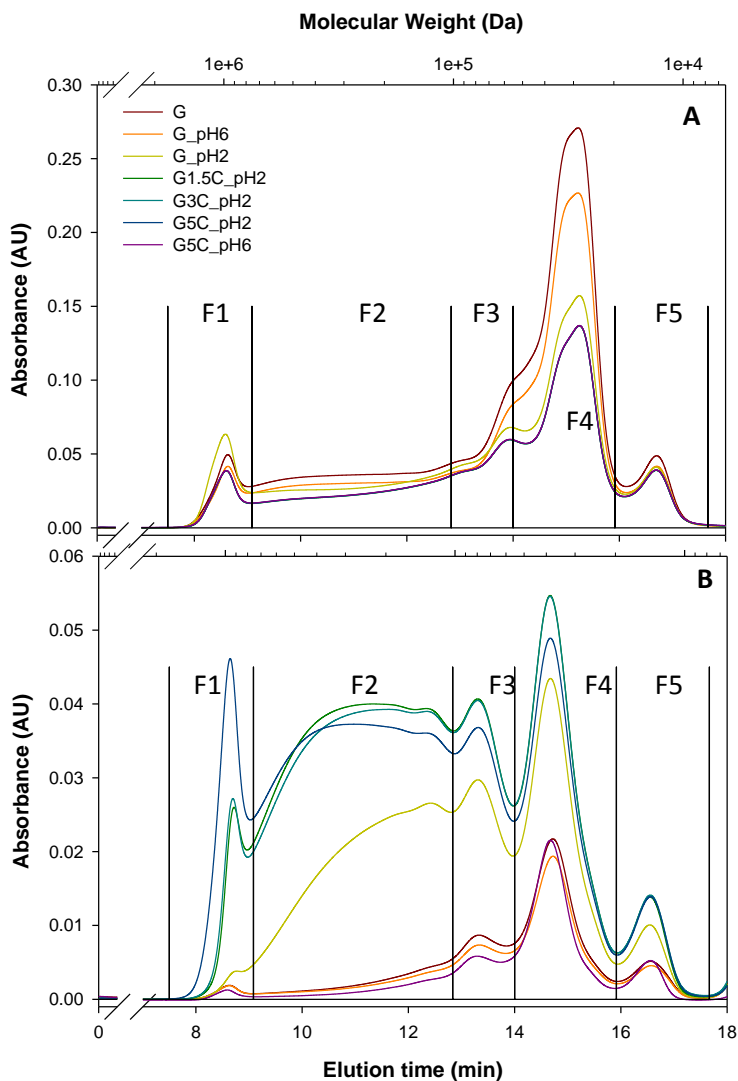 Molecular Weight (Da)
1e+6 1e+5 1e+4
0.30
0.25
0.20
0.15
0.10
0.05
0.00
Absorbance (AU)
A
G
G_pH6
G_pH2
G1.5C_pH2
G3C_pH2
G5C_pH2
G5C_pH6
F1 F2 F3 F4 F5
0.06
0.05
0.04
0.03
0.02
0.01
0.00
Absorbance (AU)
B
F1 F2 F3 F4 F5
0 8 10 12 14 16 18
Elution time (min)